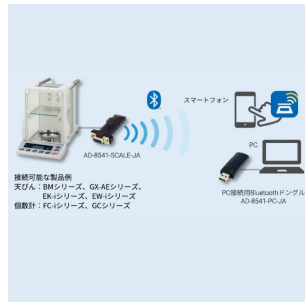 スマートフォン
AD-8541-SCALE-JA
PC
接続可能な製品例
天びん：BMシリーズ、GX-AEシリーズ、
EK-iシリーズ、EW-iシリーズ
個数計：FC-iシリーズ、GCシリーズ
PC接続用Bluetoothドングル
AD-8541-PC-JA